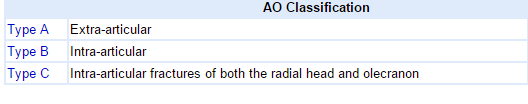 AO Classification
Type A Extra-articular
Type B Intra-articular
Type C Intra-articular fractures of both the radial head and olecranon